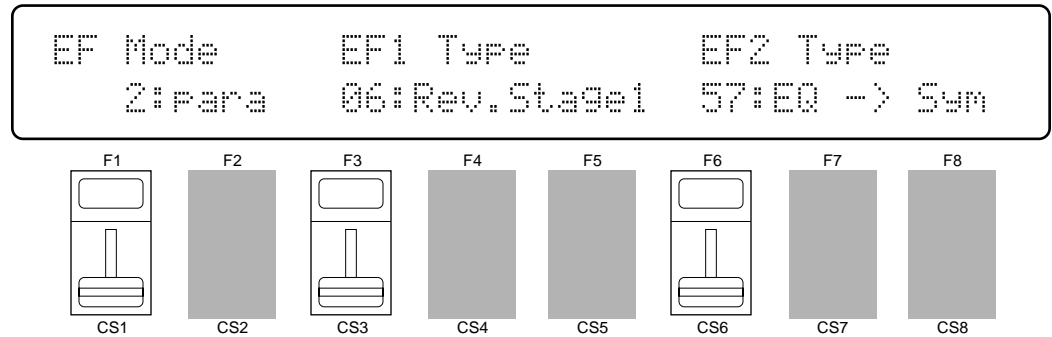 EF Mode EF1 Type EF2 Type
2:para 06:Rev.Stage1 57:EQ -> Sym
F1 F2 F3 F4 F5 F6 F7 F8
CS1 CS2 CS3 CS4 CS5 CS6 CS7 CS8